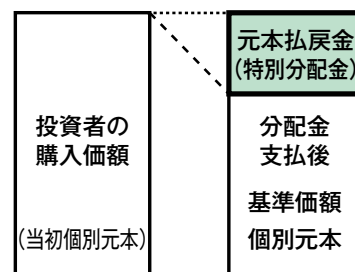 投資者の
購入価額
(当初個別元本)
元本払戻金
(特別分配金)
分配金
支払後
基準価額
個別元本